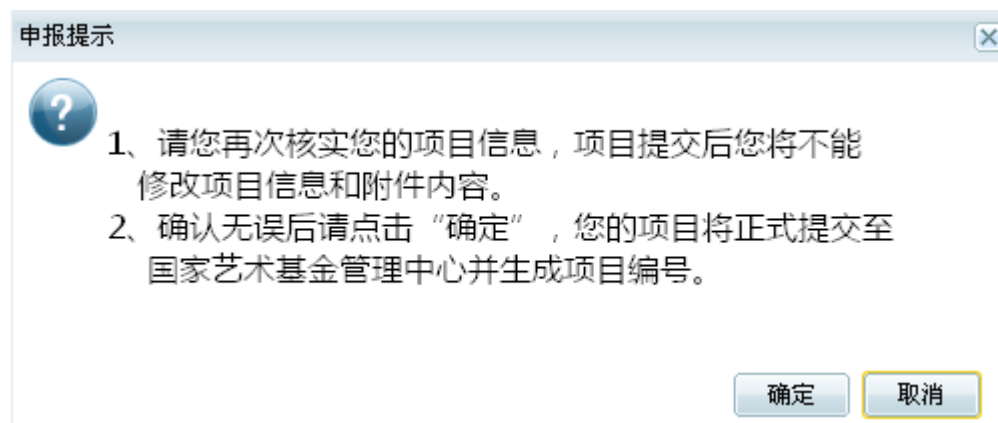 申报提示
1、请您再次核实您的项目信息，项目提交后您将不能
修改项目信息和附件内容。
2、确认无误后请点击“确定”，您的项目将正式提交至
国家艺术基金管理中心并生成项目编号。
确定
取消